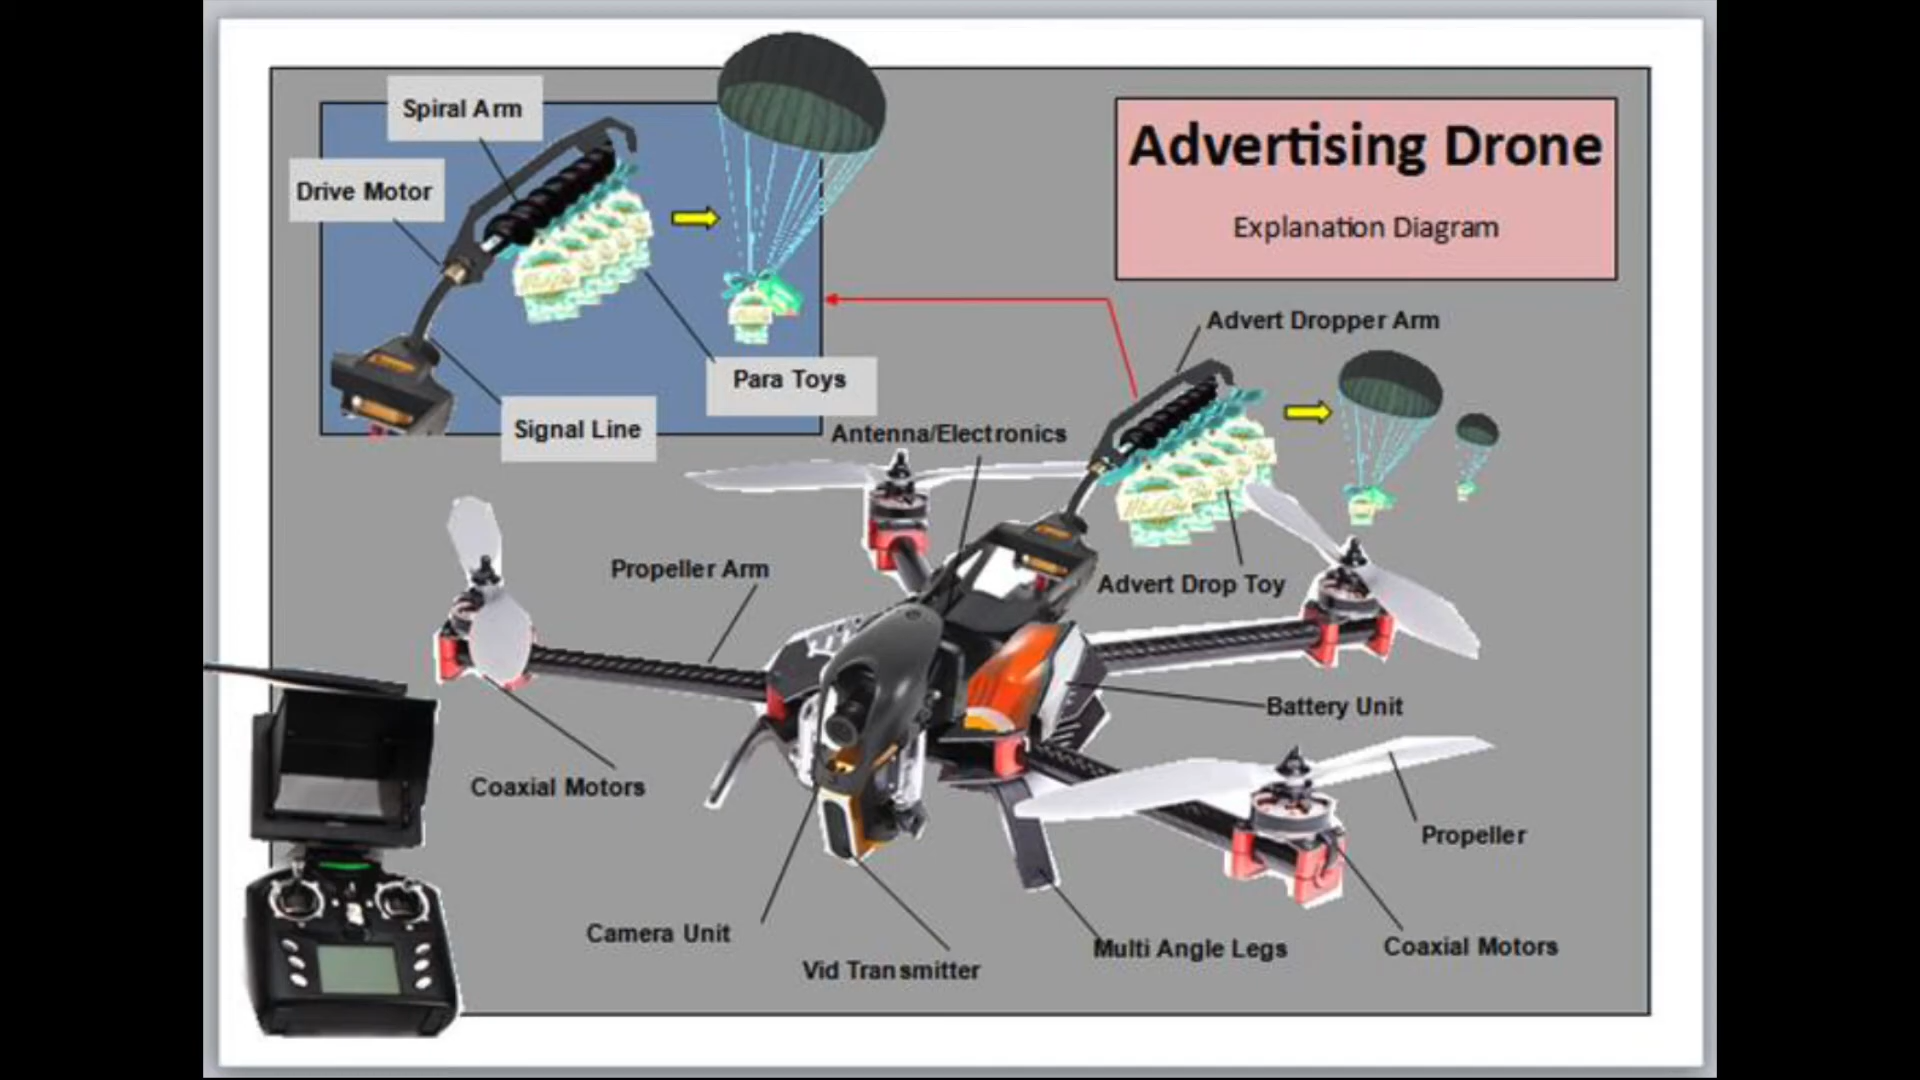 Spiral Arm
Advertising Drone
Drive Motor
Explanation Diagram
Advert Dropper Arm
Para Toys
Signal Line
Antenna/Electronics
Propeller Arm
Advert Drop Toy
Battery Unit
Coaxial Motors
Propeller
Camera Unit
Multi Angle Legs
Coaxial Motors
Vid Transmitter